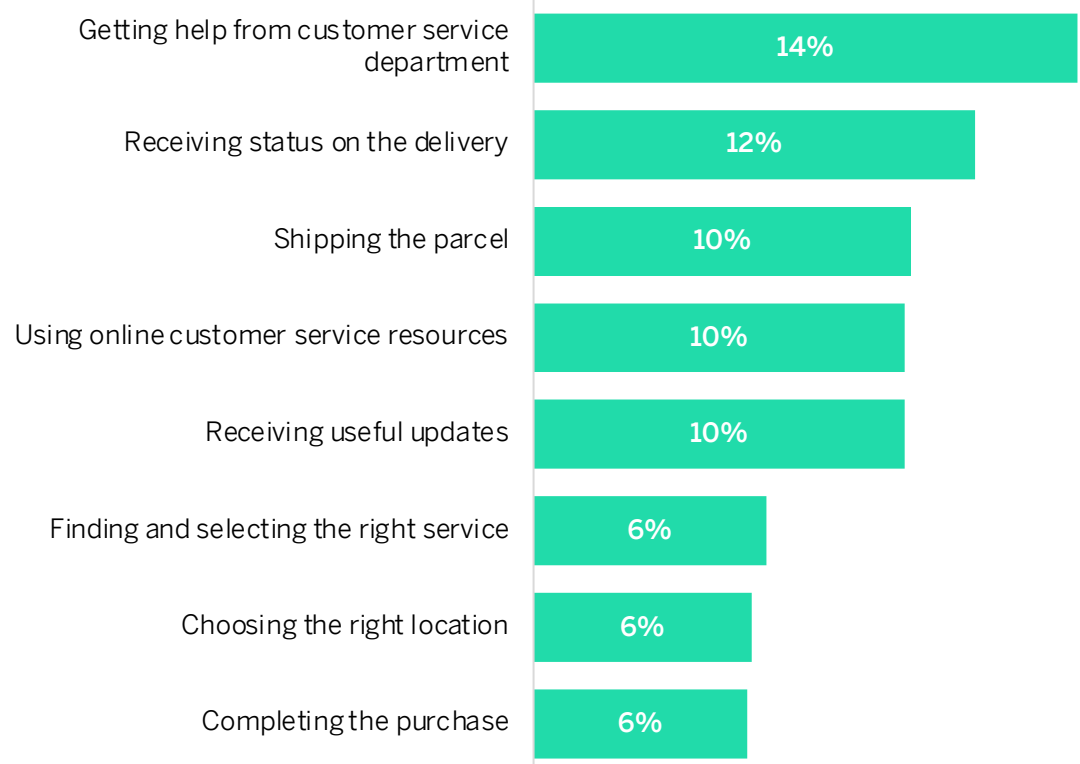 Getting help from customer service
department
14%
Receiving status on the delivery
12%
Shipping the parcel
10%
Using online customer service resources
10%
Receiving useful updates
10%
Finding and selecting the right service
6%
Choosing the right location
6%
Completing the purchase
6%